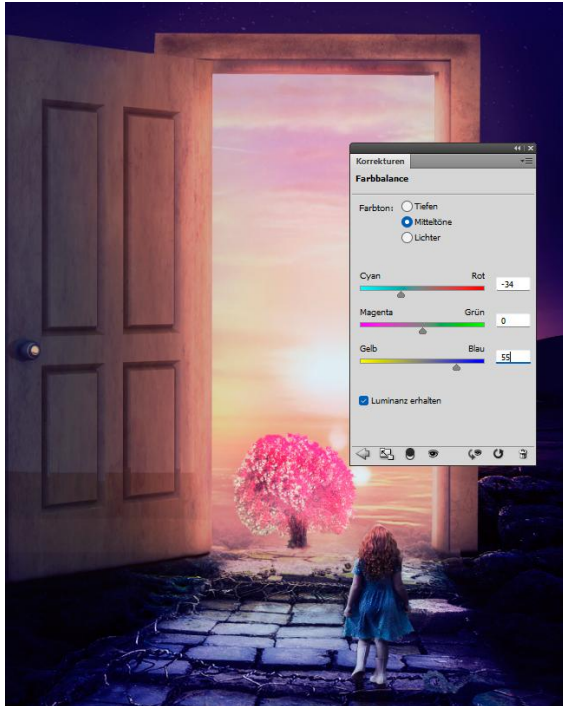 Korrekturen
Farbbalance
Farbton:
Tiefen
Mitteltöne
Lichter
Cyan Rot -34
Magenta Grün 0
Gelb Blau 55
Luminanz erhalten